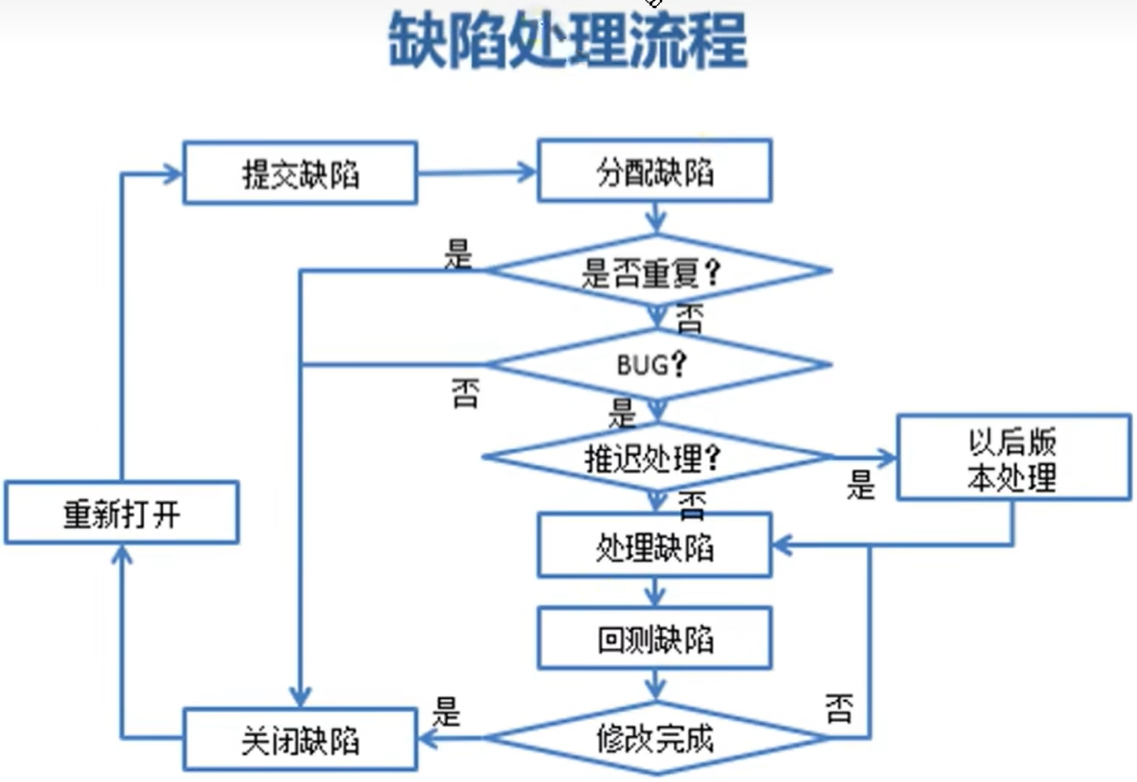 缺陷处理流程
提交缺陷
分配缺陷
是
是否重复？
否
BUG？
否
是
推迟处理？
是
以后版
本处理
否
重新打开
处理缺陷
回测缺陷
否
是
关闭缺陷
修改完成